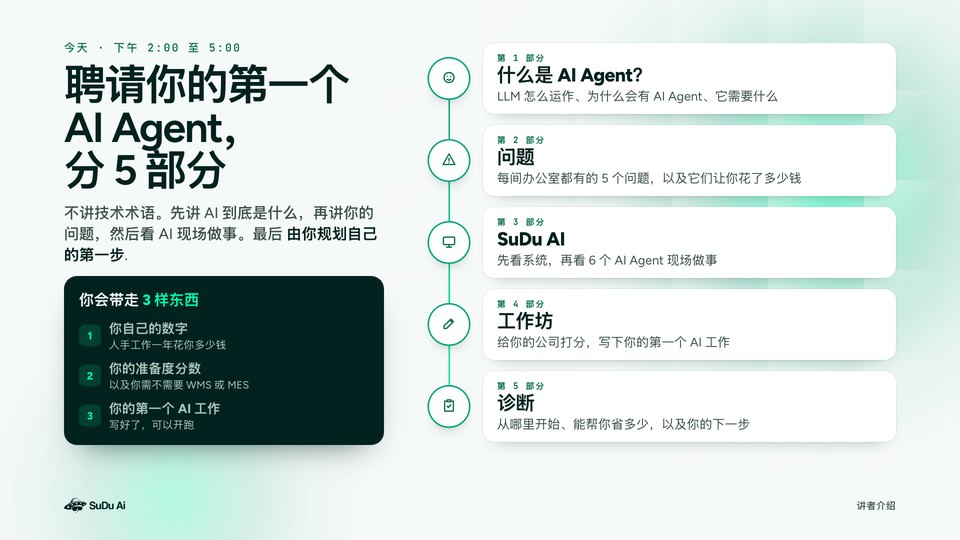 今天 · 下午 2:00 至 5:00
聘请你的第一个
AI Agent，
分 5 部分
不讲技术术语。先讲 AI 到底是什么，再讲你的
问题，然后看 AI 现场做事。最后 由你规划自己
的第一步.
你会带走 3 样东西
1
你自己的数字
人手工作一年花你多少钱
2
你的准备度分数
以及你需不需要 WMS 或 MES
3
你的第一个 AI 工作
写好了，可以开跑
第 1 部分
什么是 AI Agent?
LLM 怎么运作、为什么会有 AI Agent、它需要什么
第 2 部分
问题
每间办公室都有的 5 个问题，以及它们让你花了多少钱
第 3 部分
SuDu AI
先看系统，再看 6 个 AI Agent 现场做事
第 4 部分
工作坊
给你的公司打分，写下你的第一个 AI 工作
第 5 部分
诊断
从哪里开始、能帮你省多少，以及你的下一步
SuDu Ai
讲者介绍